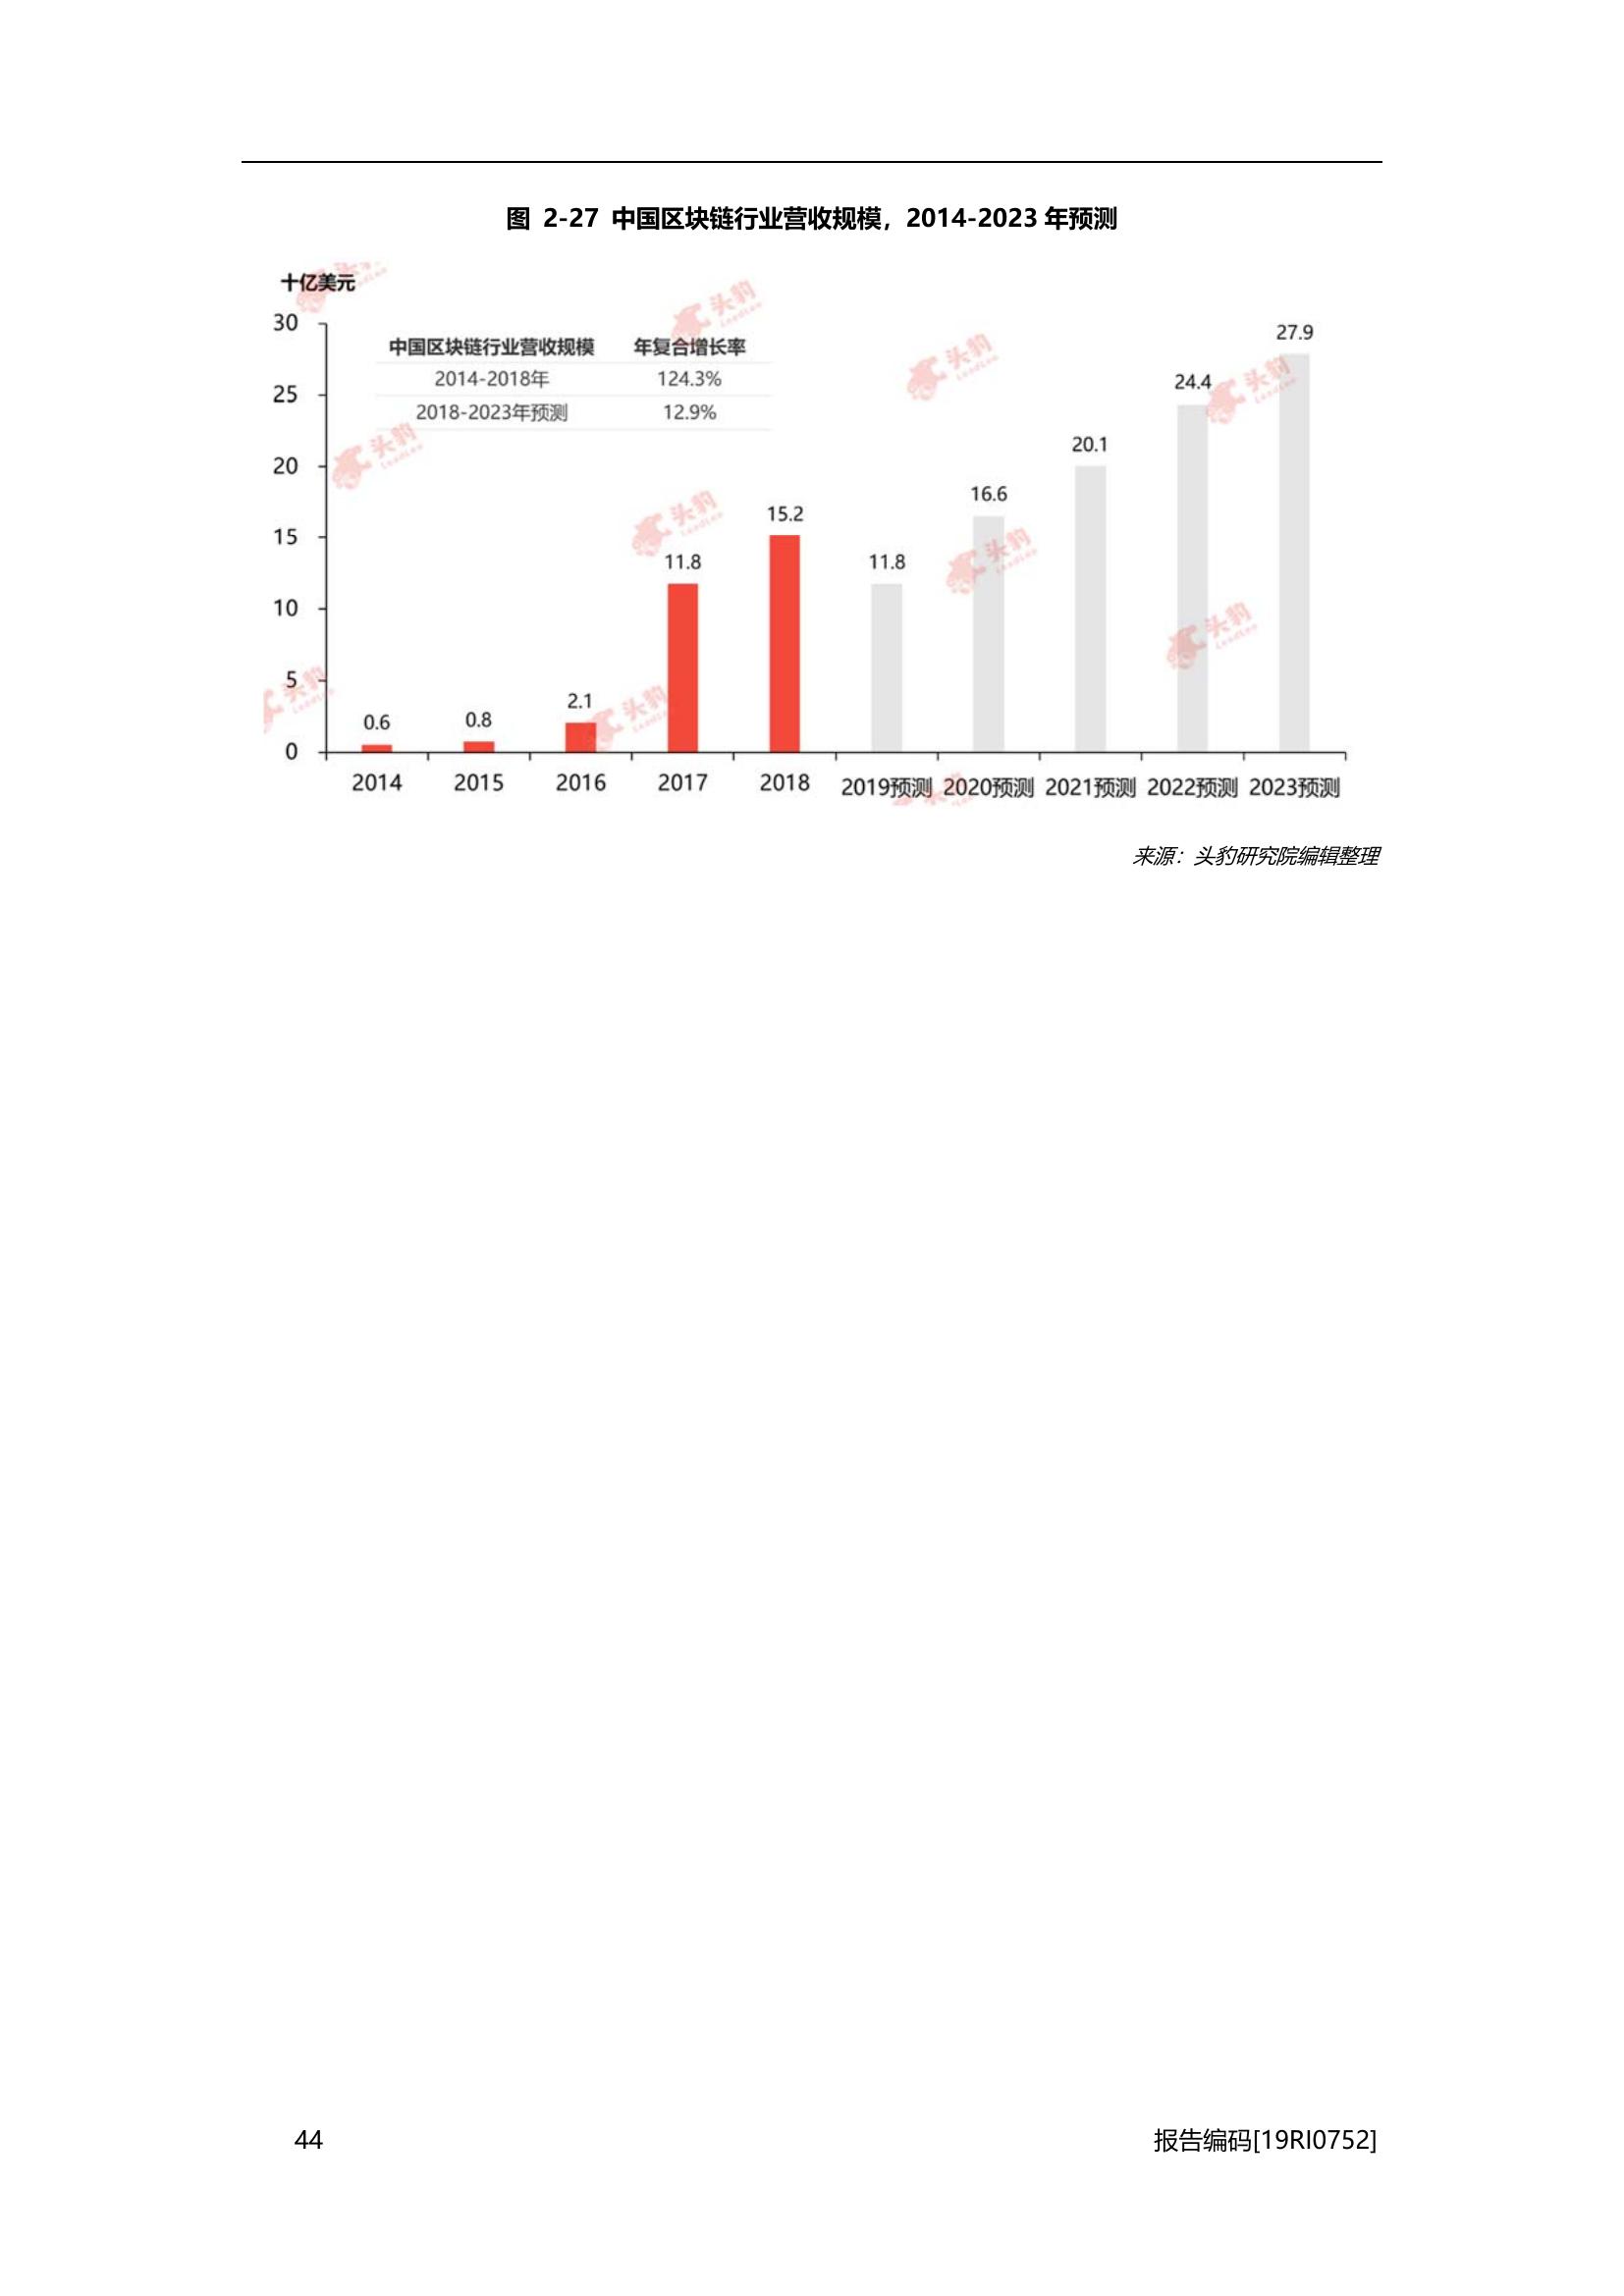 图 2-27 中国区块链行业营收规模，2014-2023 年预测
十亿美元
30
25
20
15
10
5
0
中国区块链行业营收规模 年复合增长率
2014-2018年 124.3%
2018-2023年预测 12.9%
0.6 0.8 2.1 11.8 15.2 11.8 16.6 20.1 24.4 27.9
2014 2015 2016 2017 2018 2019预测 2020预测 2021预测 2022预测 2023预测
头豹
LeadLeo
来源：头豹研究院编辑整理
44 报告编码[19RI0752]